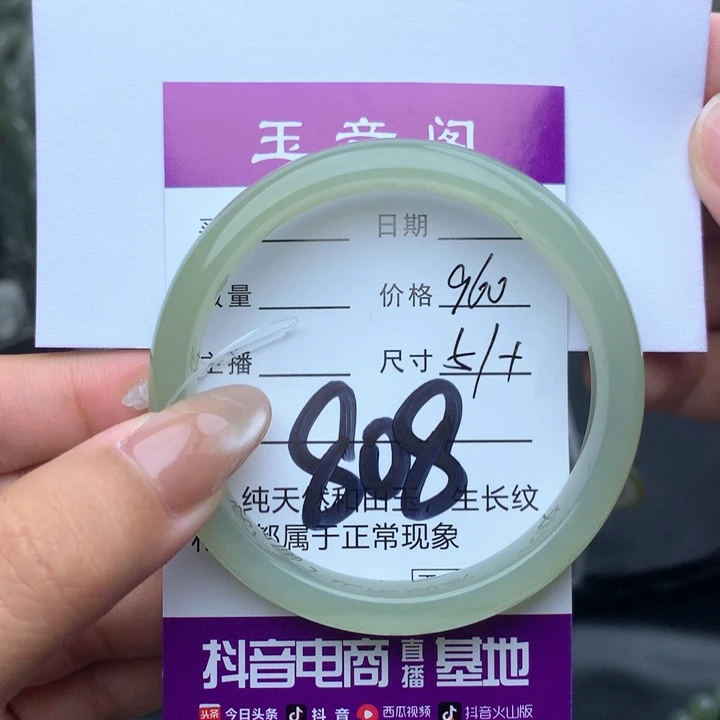 玉音阁
日期
量 价格 960
主播 尺寸 51+
808
纯天然和田玉，生长纹
都属于正常现象
抖音电商直播基地
头条 今日头条 抖音 西瓜视频 抖音火山版